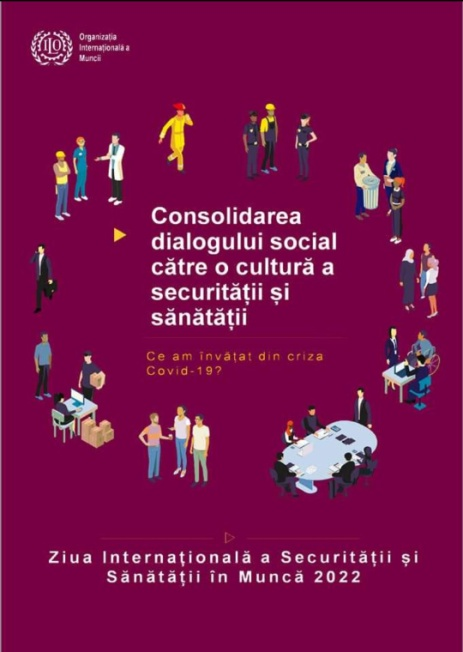 ILO
Organizația
Internațională a
Muncii
Consolidarea
dialogului social
către o cultură a
securității și
sănătății
Ce am învățat din criza
Covid-19?
Ziua Internațională a Securității și
Sănătății în Muncă 2022